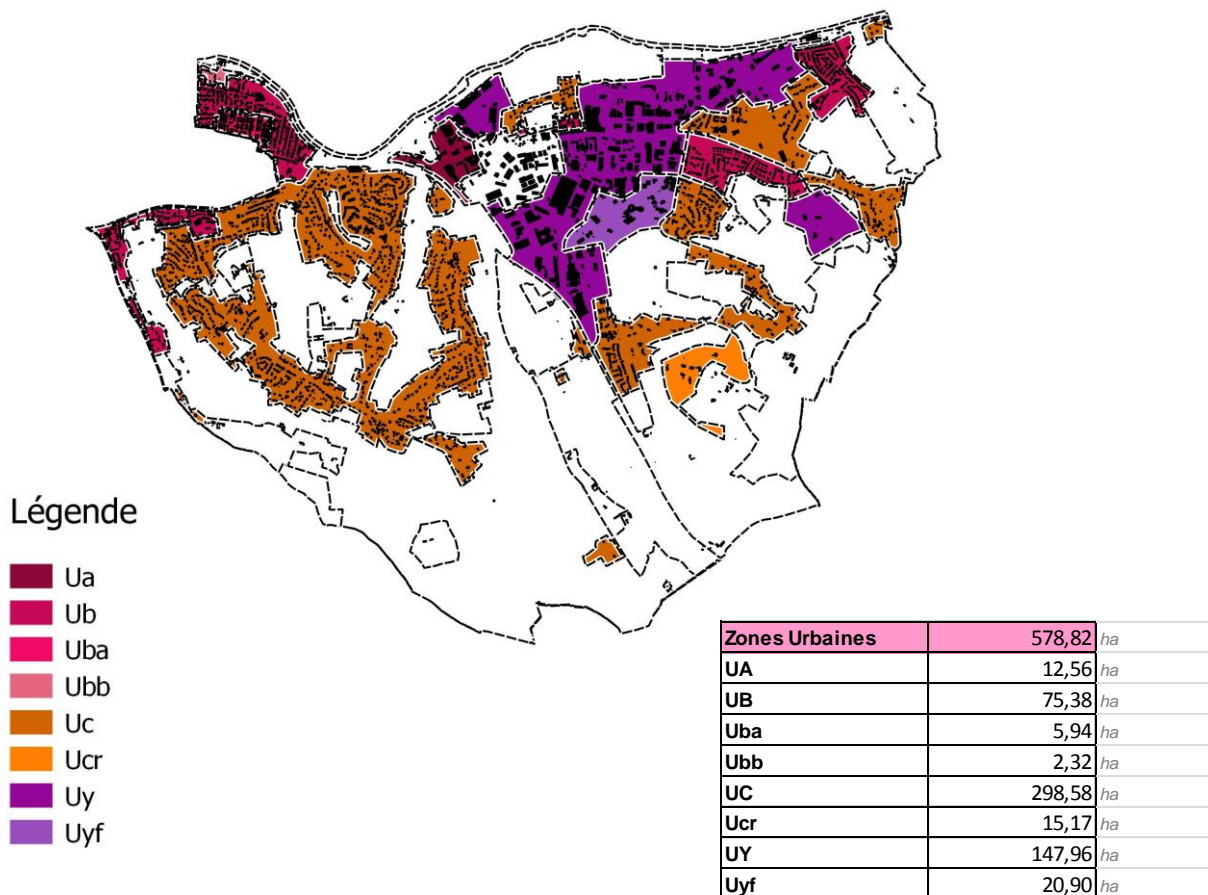 Légende
Ua
Ub
Uba
Ubb
Uc
Ucr
Uy
Uyf
Zones Urbaines 578,82 ha
UA 12,56 ha
UB 75,38 ha
Uba 5,94 ha
Ubb 2,32 ha
UC 298,58 ha
Ucr 15,17 ha
UY 147,96 ha
Uyf 20,90 ha